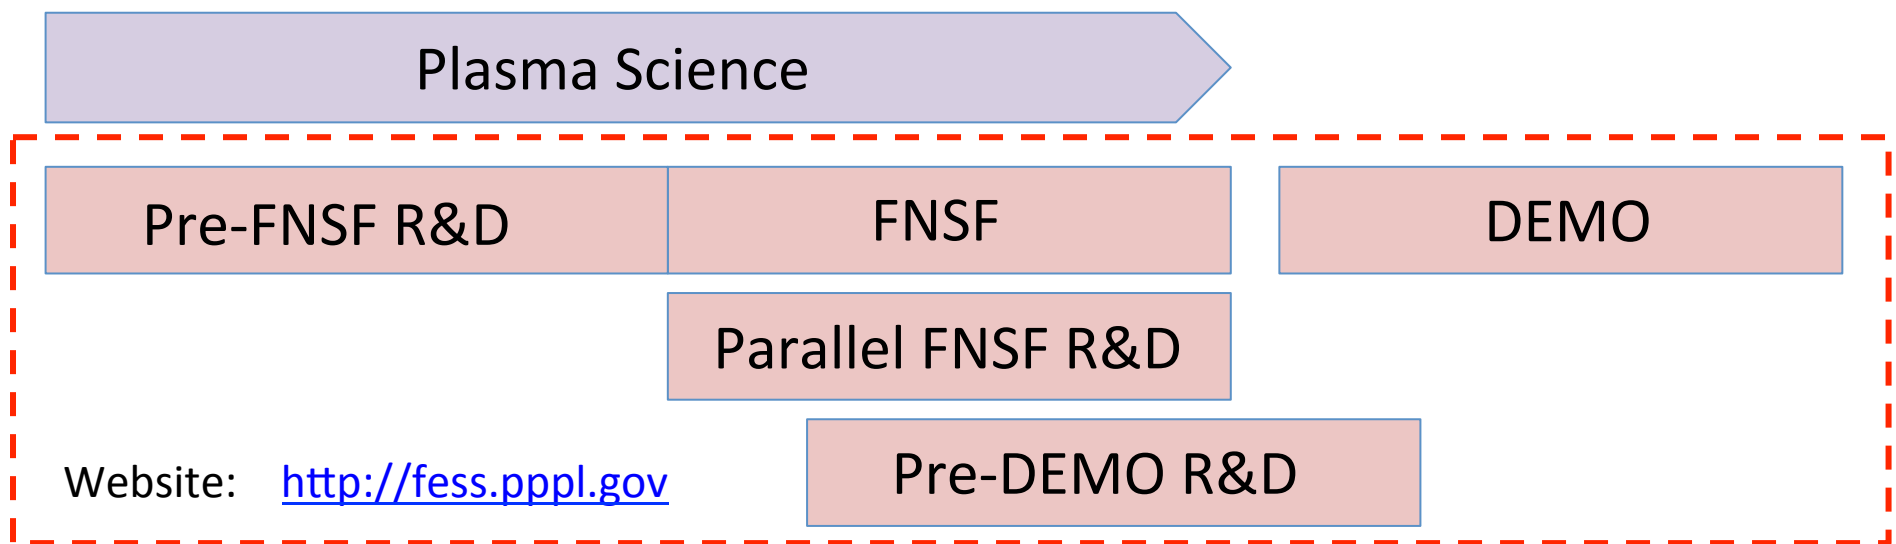 Plasma Science
Pre-FNSF R&D
FNSF
DEMO
Parallel FNSF R&D
Pre-DEMO R&D
Website: http://fess.pppl.gov